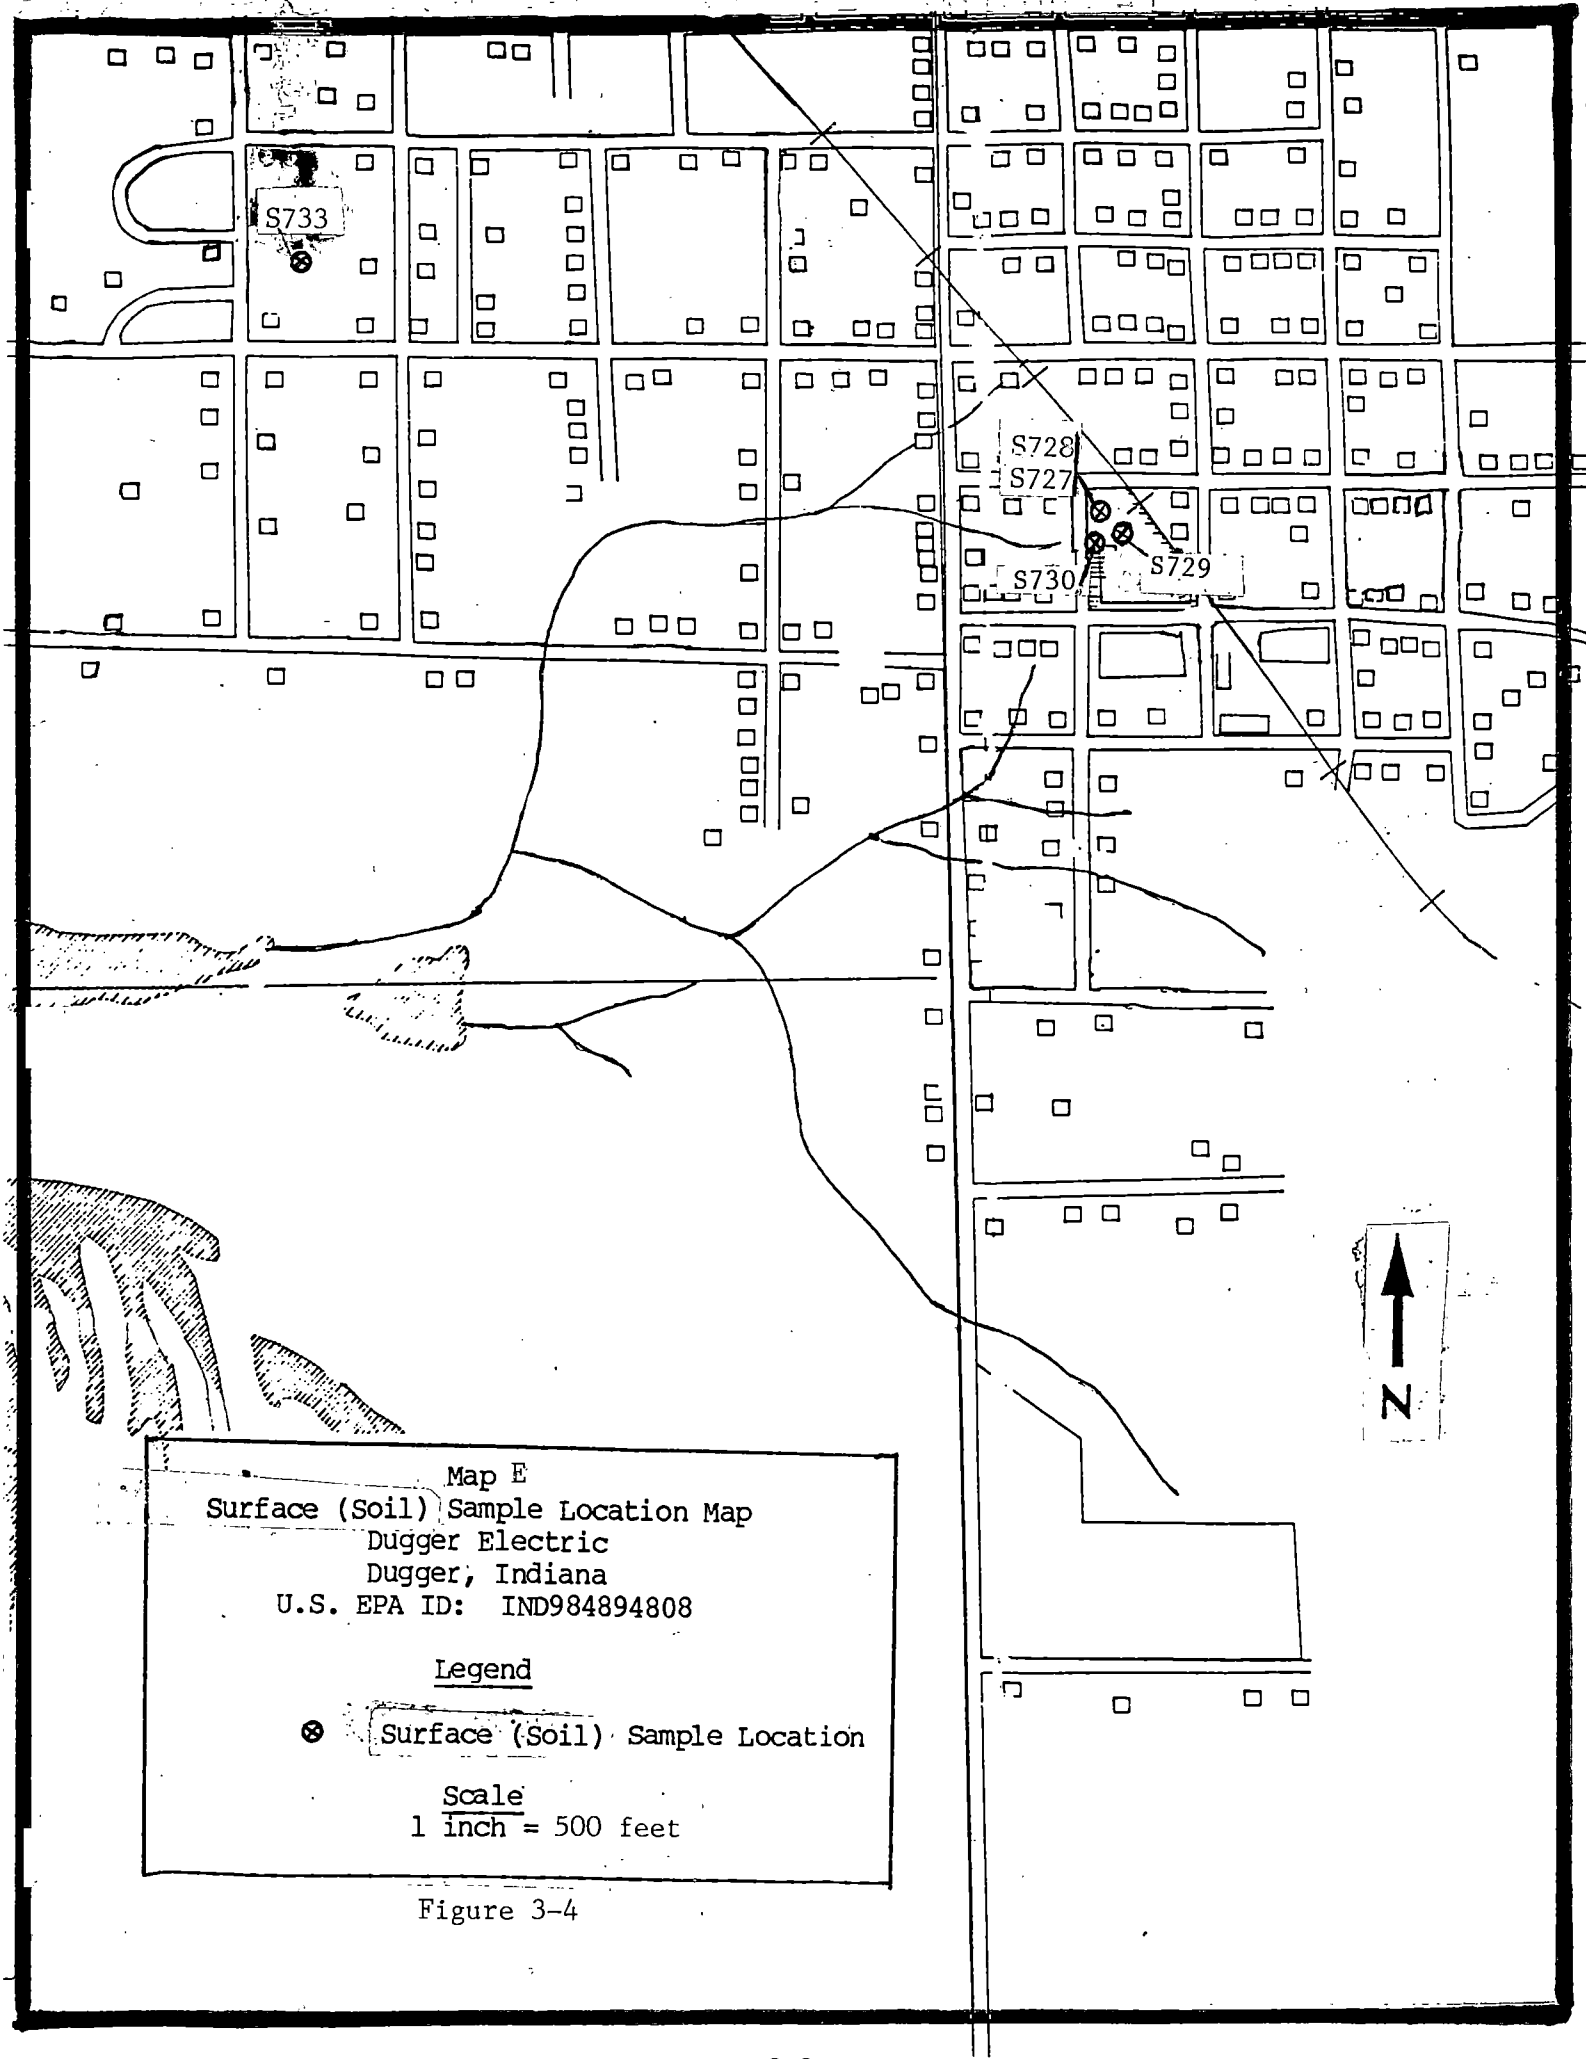 S733
S728
S727
S730
S729
N
Map E
Surface (Soil) Sample Location Map
Dugger Electric
Dugger, Indiana
U.S. EPA ID: IND984894808
Legend
Surface (Soil) Sample Location
Scale
1 inch = 500 feet
Figure 3-4